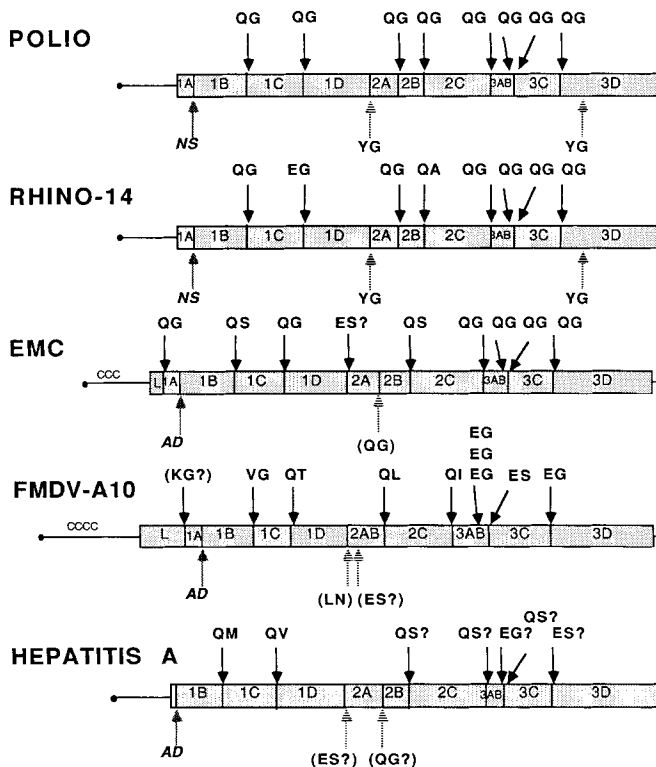 QG QG QG QG QG QG QG QG
POLIO
1A 1B 1C 1D 2A 2B 2C 3AB 3C 3D
NS YG YG
QG EG QG QA QG QG QG QG
RHINO-14
1A 1B 1C 1D 2A 2B 2C 3AB 3C 3D
NS YG YG
QG QS QG ES? QS QG QG QG QG
EMC
CCC
L 1A 1B 1C 1D 2A 2B 2C 3AB 3C 3D
AD (QG)
EG
EG
(KG?) VG QT QL QI EG ES EG
FMDV-A10
CCCC
L 1A 1B 1C 1D 2AB 2C 3AB 3C 3D
AD (LN) (ES?)
QS?
QM QV QS? QS? EG? ES?
HEPATITIS A
1B 1C 1D 2A 2B 2C 3AB 3C 3D
AD (ES?) (QG?)